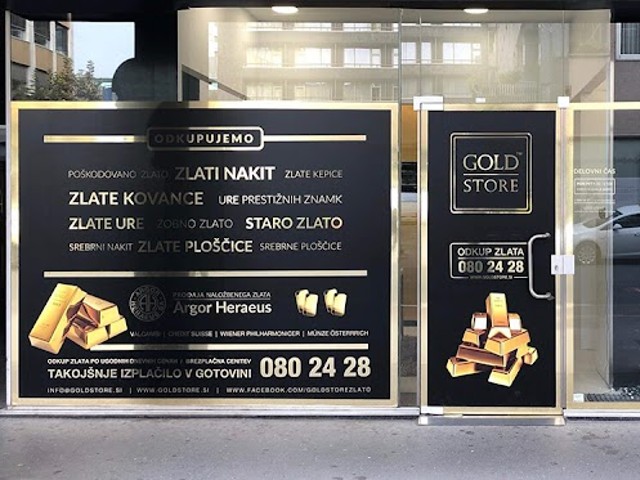 ODKUPUJEMO
POŠKODOVANO ZLATO ZLATI NAKIT ZLATE KEPICE
ZLATE KOVANCE URE PRESTIŽNIH ZNAMK
ZLATE URE ZOBNO ZLATO STARO ZLATO
SREBRNI NAKIT ZLATE PLOŠČICE SREBRNE PLOŠČICE
PRODAJA NALOŽBENEGA ZLATA
Argor Heraeus
VALCAMBI | CREDIT SUISSE | WIENER PHILHARMONICER | MÜNZE ÖSTERRRICH
ODKUP ZLATA PO UGODNIH DNEVNIH CENAH | BREZPLAČNA CENITEV
TAKOJŠNJE IZPLAČILO V GOTOVINI 080 24 28
INFO@GOLDSTORE.SI | WWW.GOLDSTORE.SI | WWW.FACEBOOK.COM/GOLDSTOREZLATO
GOLD™
STORE
ODKUP ZLATA
080 24 28
WWW.GOLDSTORE.SI
DELOVNI ČAS